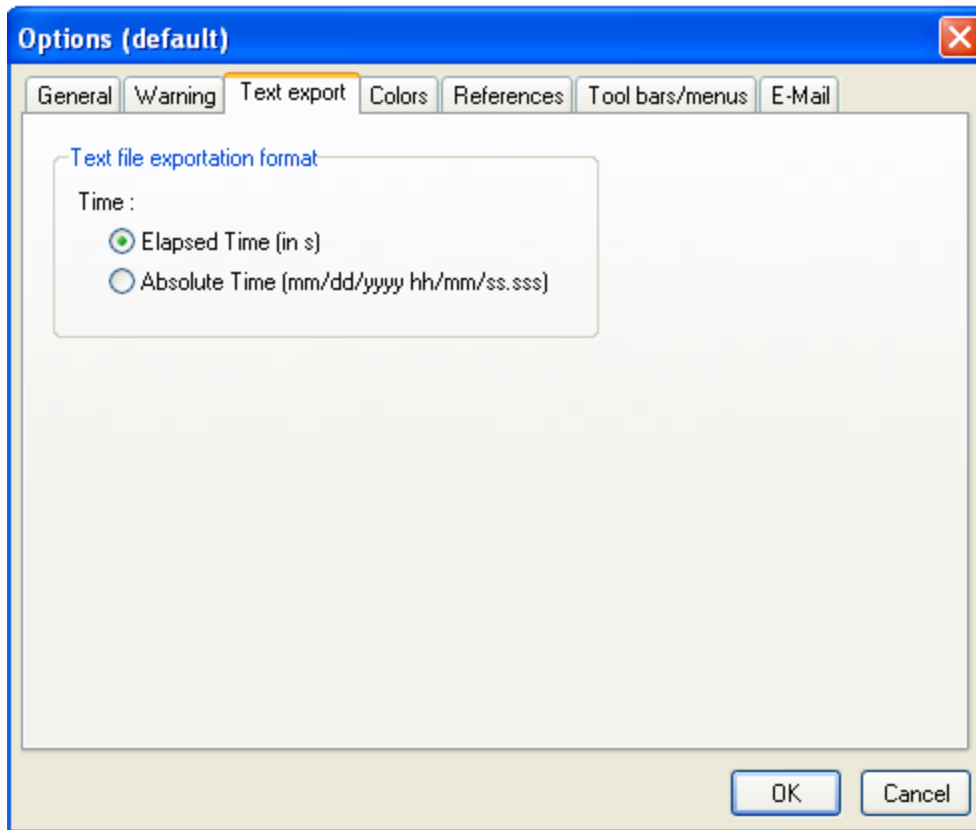 Options (default)
General Warning Text export Colors References Tool bars/menus E-Mail
Text file exportation format
Time :
Elapsed Time (in s)
Absolute Time (mm/dd/yyyy hh/mm/ss.sss)
OK Cancel